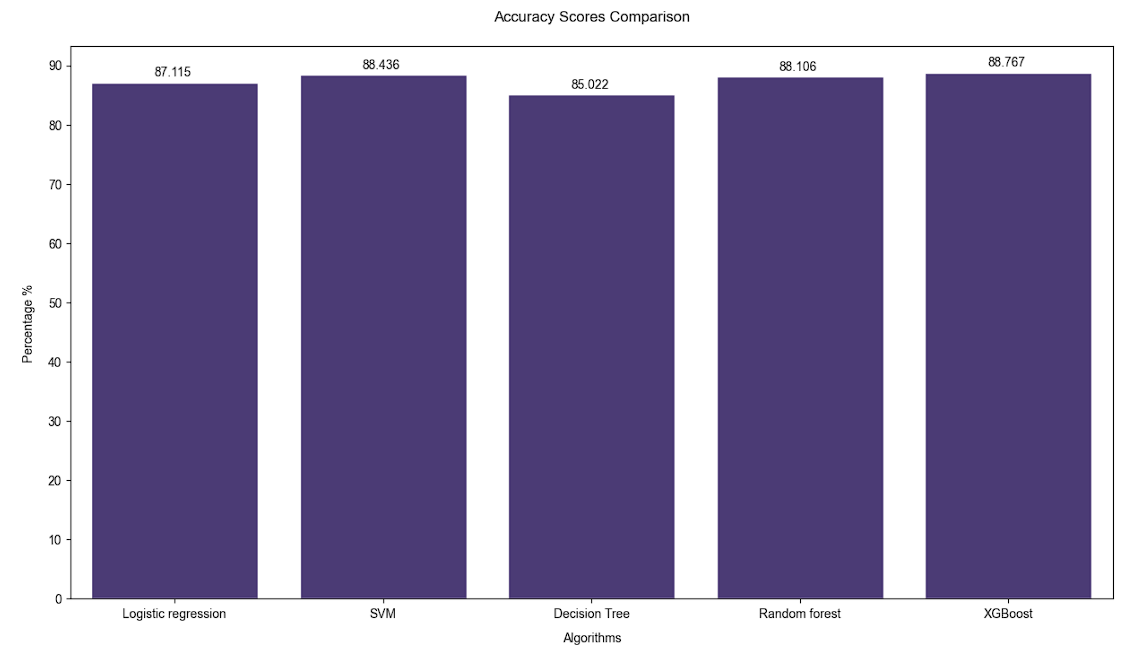 Accuracy Scores Comparison
87.115
88.436
85.022
88.106
88.767
90
80
70
60
50
40
30
20
10
0
Percentage %
Logistic regression
SVM
Decision Tree
Random forest
XGBoost
Algorithms